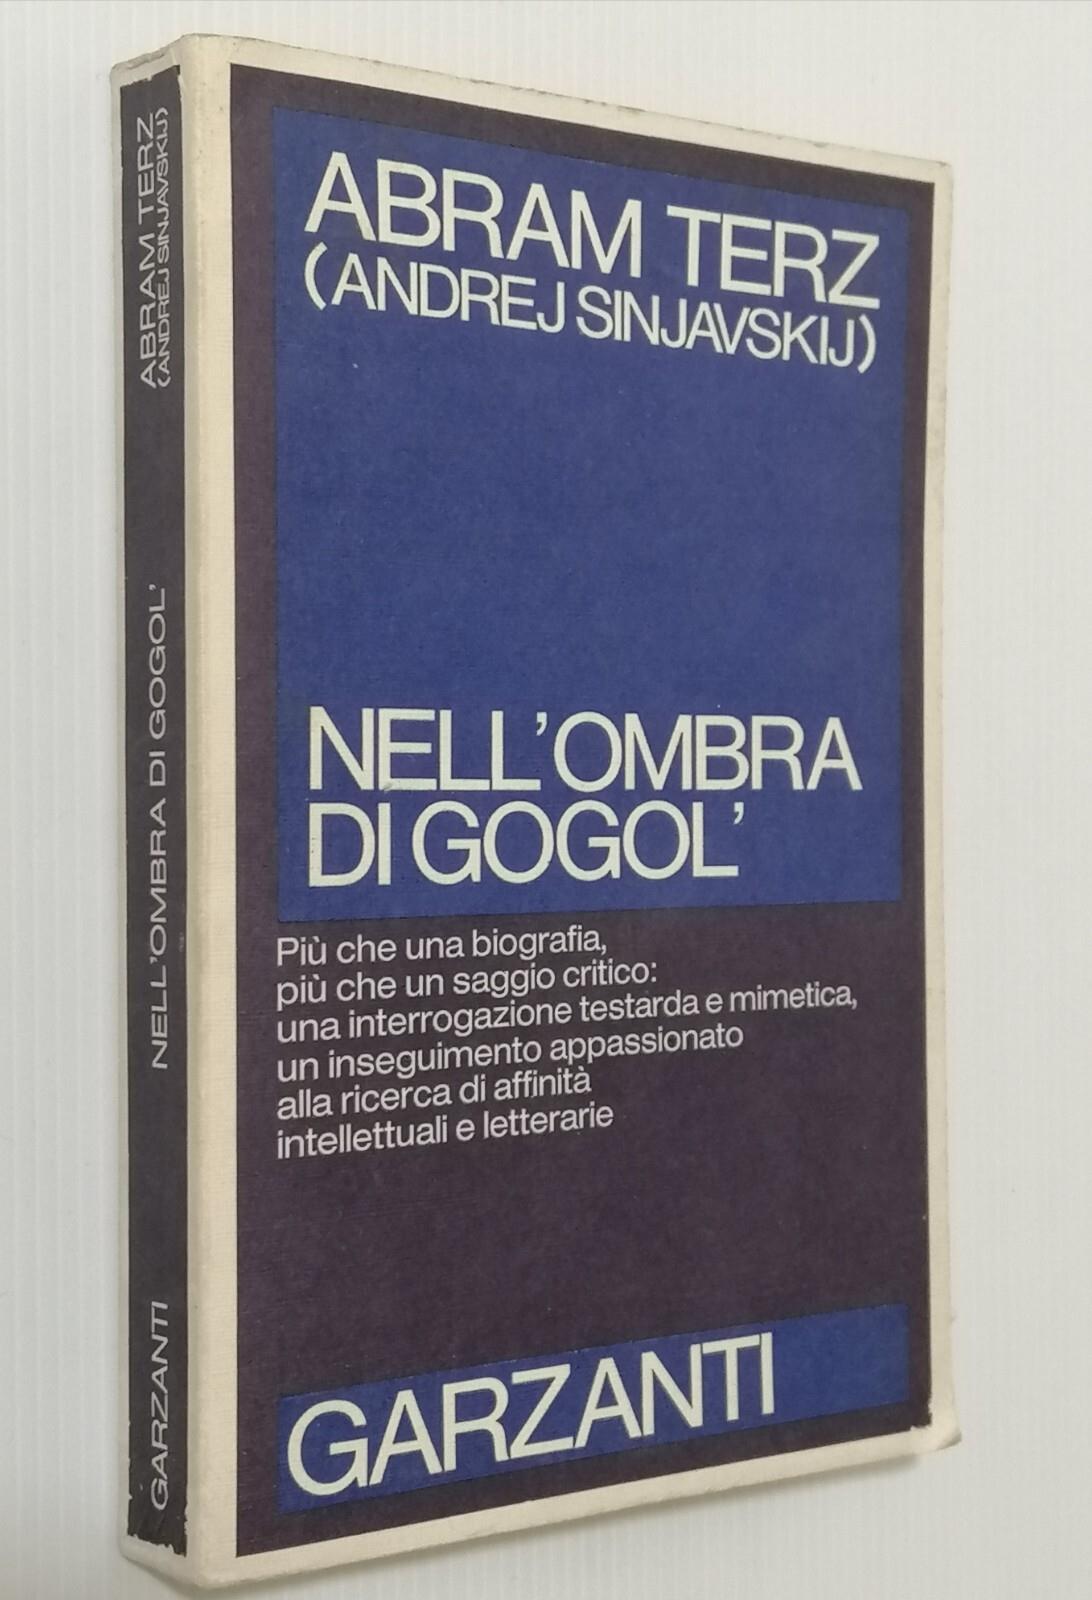 ABRAM TERZ
(ANDREJ SINJAVSKIJ)
NELL'OMBRA DI GOGOL'
GARZANTI
ABRAM TERZ
(ANDREJ SINJAVSKIJ)
NELL'OMBRA
DI GOGOL'
Più che una biografia,
più che un saggio critico:
una interrogazione testarda e mimetica,
un inseguimento appassionato
alla ricerca di affinità
intellettuali e letterarie
GARZANTI